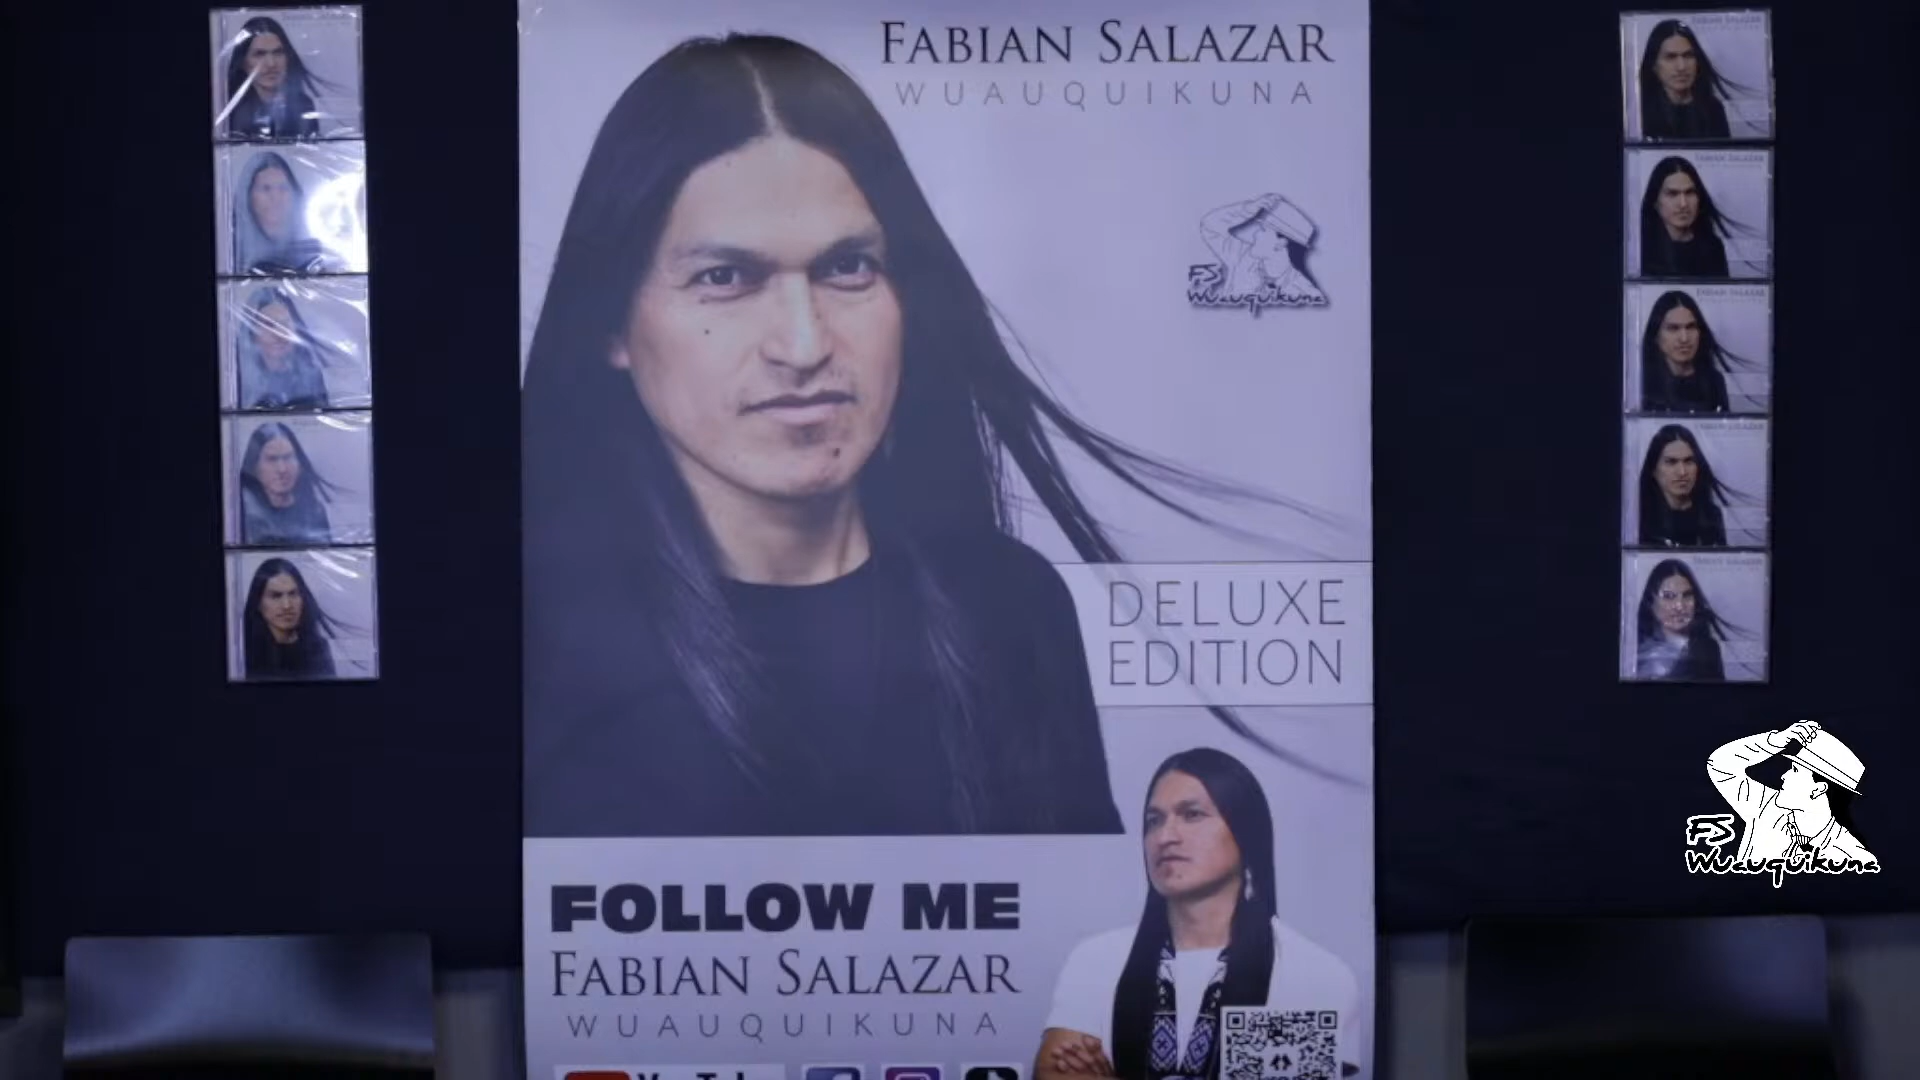 FABIAN SALAZAR
WUAUQUIKUNA
FS
Wuauquikuna
DELUXE
EDITION
FOLLOW ME
FABIAN SALAZAR
WUAUQUIKUNA
FS
Wuauquikuna